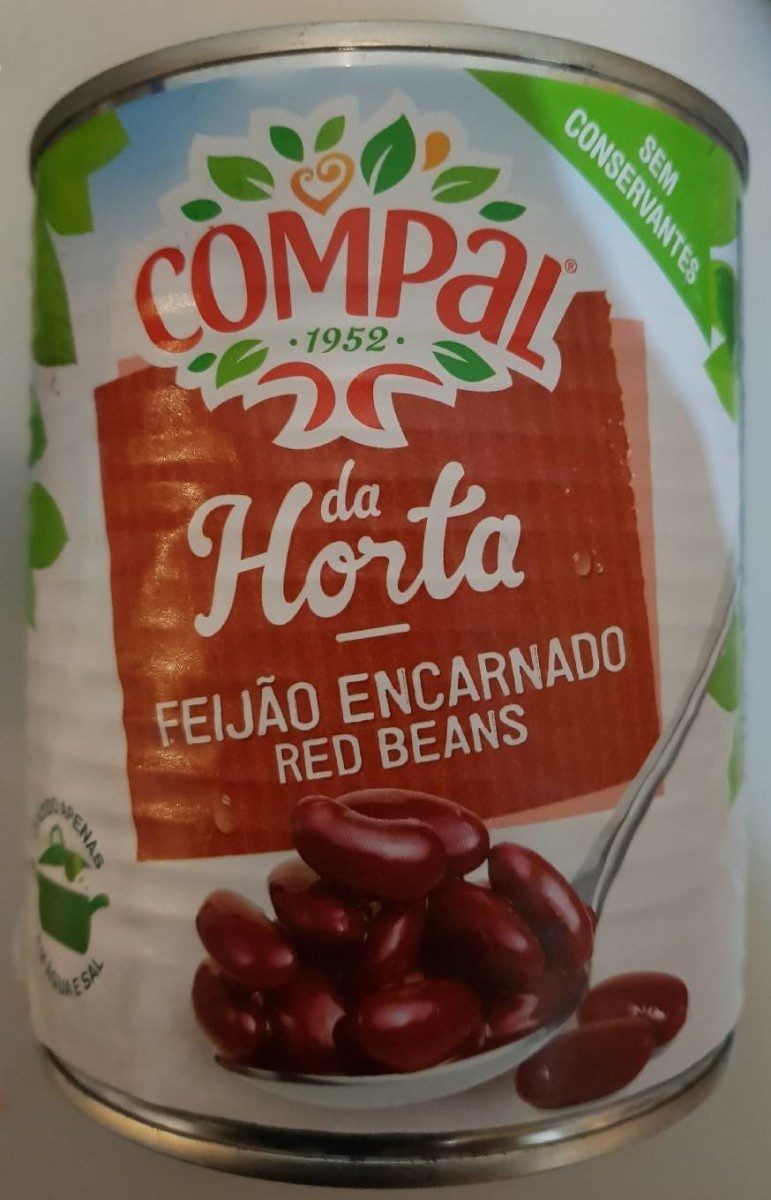 SEM
CONSERVANTES
COMPAL®
·1952·
da
Horta
FEIJÃO ENCARNADO
RED BEANS
APENAS
ÁGUA E SAL